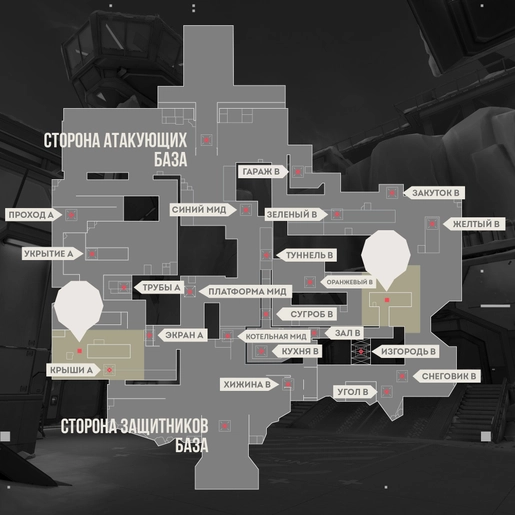 СТОРОНА АТАКУЮЩИХ
БАЗА
ГАРАЖ B
ЗАКУТОК B
ПРОХОД A
СИНИЙ МИД
ЗЕЛЕНЫЙ B
ЖЕЛТЫЙ B
УКРЫТИЕ A
ТУННЕЛЬ B
ТРУБЫ A
ПЛАТФОРМА МИД
ОРАНЖЕВЫЙ B
СУГРОБ B
ЭКРАН A
КОТЕЛЬНАЯ МИД
ЗАЛ B
КУХНЯ B
ИЗГОРОДЬ B
КРЫШИ A
ХИЖИНА B
СНЕГОВИК B
УГОЛ B
СТОРОНА ЗАЩИТНИКОВ
БАЗА